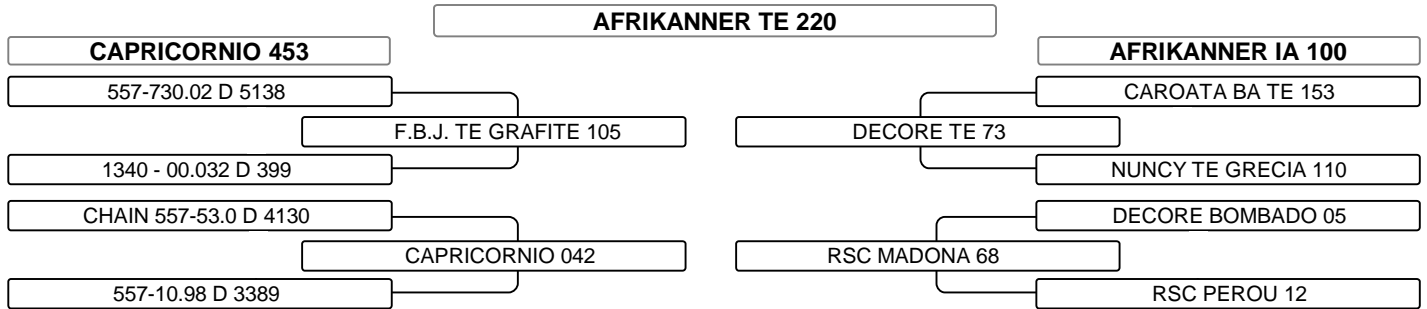 AFRIKANNER TE 220
CAPRICORNIO 453
AFRIKANNER IA 100
557-730.02 D 5138
CAROATA BA TE 153
F.B.J. TE GRAFITE 105
DECORE TE 73
1340 - 00.032 D 399
NUNCY TE GRECIA 110
CHAIN 557-53.0 D 4130
DECORE BOMBADO 05
CAPRICORNIO 042
RSC MADONA 68
557-10.98 D 3389
RSC PEROU 12